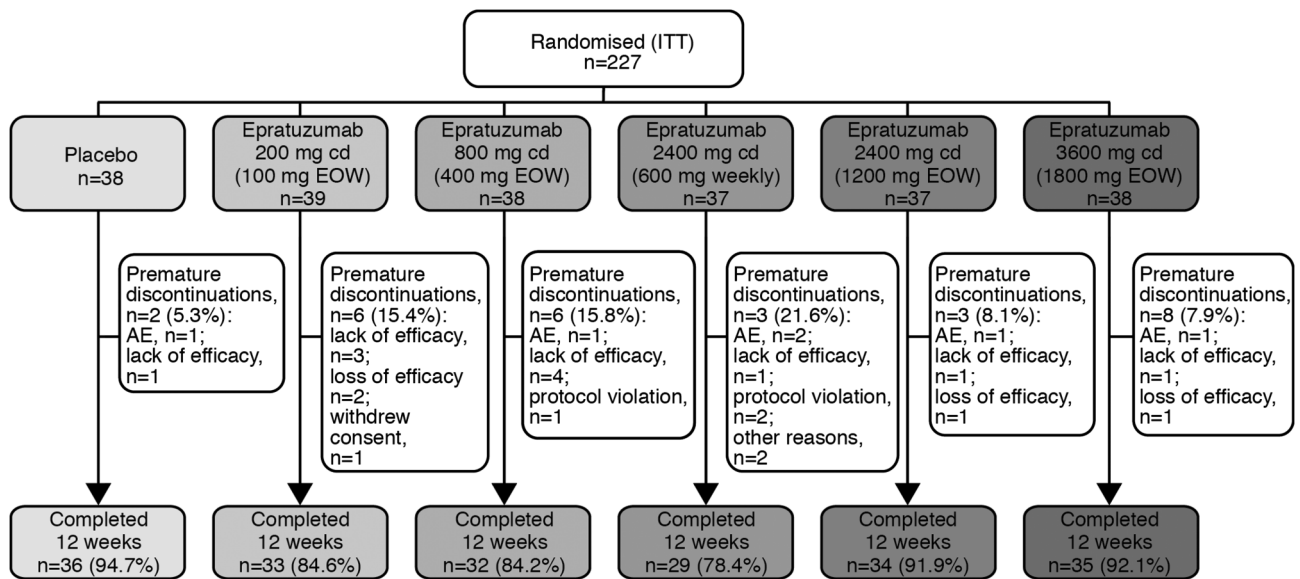 Randomised (ITT)
n=227
Placebo
n=38
Epratuzumab
200 mg cd
(100 mg EOW)
n=39
Epratuzumab
800 mg cd
(400 mg EOW)
n=38
Epratuzumab
2400 mg cd
(600 mg weekly)
n=37
Epratuzumab
2400 mg cd
(1200 mg EOW)
n=37
Epratuzumab
3600 mg cd
(1800 mg EOW)
n=38
Premature
discontinuations,
n=2 (5.3%):
AE, n=1;
lack of efficacy,
n=1
Premature
discontinuations,
n=6 (15.4%):
lack of efficacy,
n=3;
loss of efficacy
n=2;
withdrew
consent,
n=1
Premature
discontinuations,
n=6 (15.8%):
AE, n=1;
lack of efficacy,
n=4;
protocol violation,
n=1
Premature
discontinuations,
n=3 (21.6%):
AE, n=2;
lack of efficacy,
n=1;
protocol violation,
n=2;
other reasons,
n=2
Premature
discontinuations,
n=3 (8.1%):
AE, n=1;
lack of efficacy,
n=1;
loss of efficacy,
n=1
Premature
discontinuations,
n=8 (7.9%):
AE, n=1;
lack of efficacy,
n=1;
loss of efficacy,
n=1
Completed
12 weeks
n=36 (94.7%)
Completed
12 weeks
n=33 (84.6%)
Completed
12 weeks
n=32 (84.2%)
Completed
12 weeks
n=29 (78.4%)
Completed
12 weeks
n=34 (91.9%)
Completed
12 weeks
n=35 (92.1%)